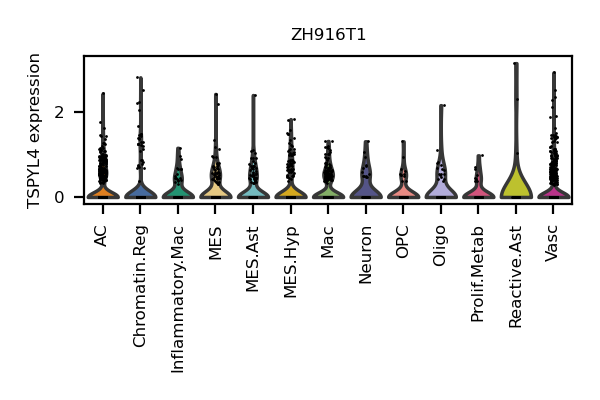 ZH916T1
TSPYL4 expression
2
0
AC
Chromatin.Reg
Inflammatory.Mac
MES
MES.Ast
MES.Hyp
Mac
Neuron
OPC
Oligo
Prolif.Metab
Reactive.Ast
Vasc